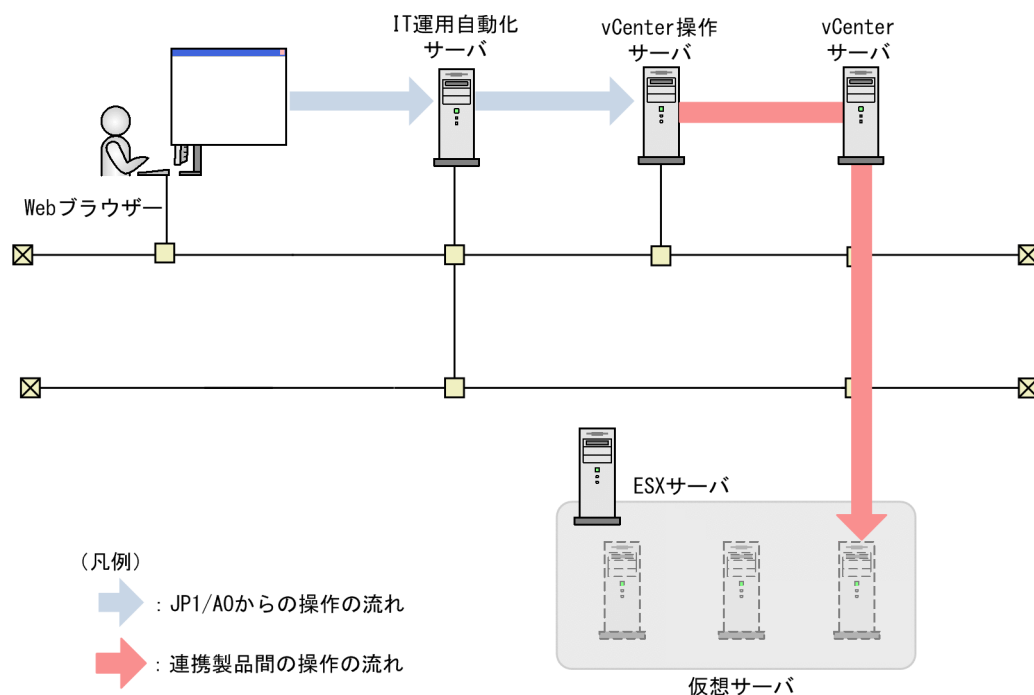 IT運用自動化
サーバ
vCenter操作
サーバ
vCenter
サーバ
Webブラウザー
ESXサーバ
(凡例)
:JP1/AOからの操作の流れ
:連携製品間の操作の流れ
仮想サーバ